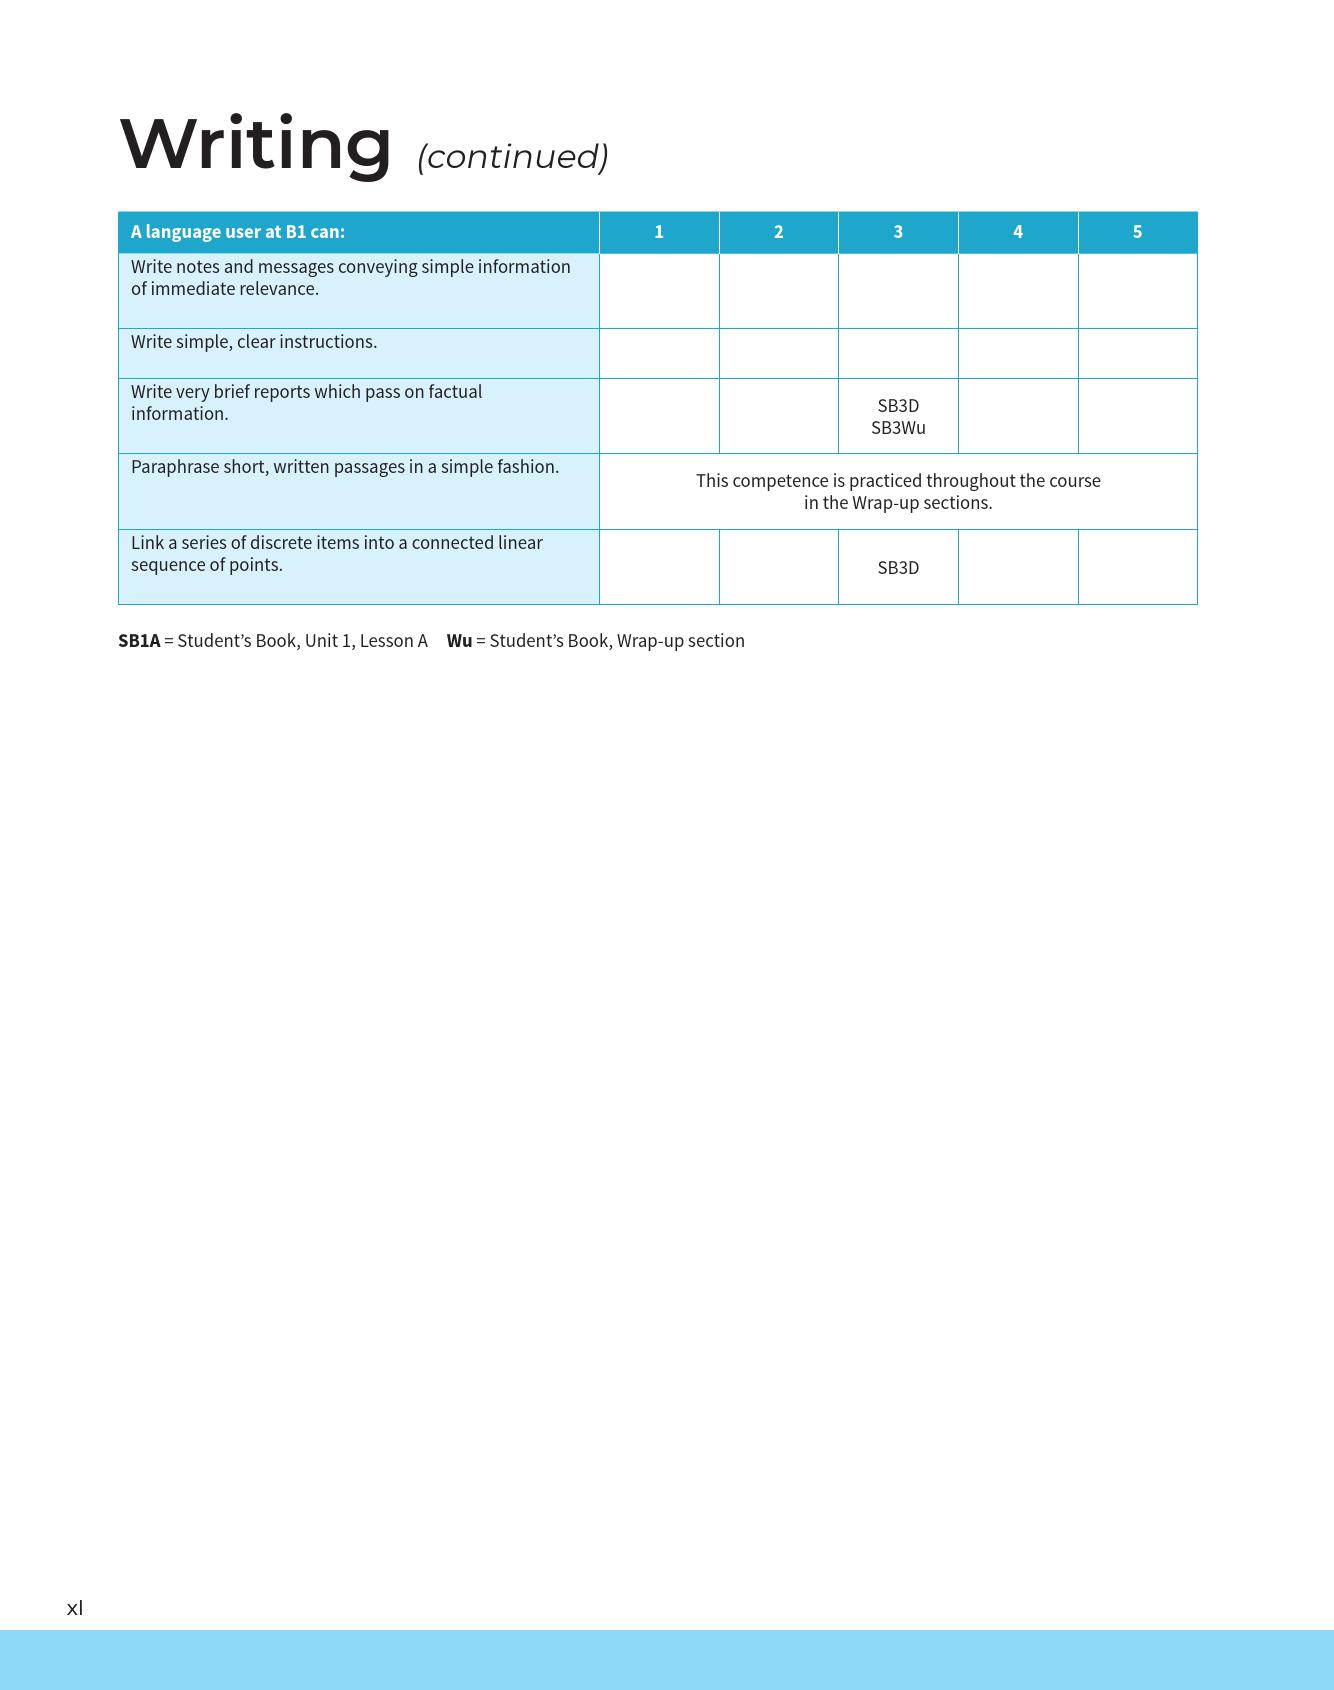 Writing (continued)
A language user at B1 can: 1 2 3 4 5
Write notes and messages conveying simple information
of immediate relevance.
Write simple, clear instructions.
Write very brief reports which pass on factual
information.
SB3D
SB3Wu
Paraphrase short, written passages in a simple fashion.
This competence is practiced throughout the course
in the Wrap-up sections.
Link a series of discrete items into a connected linear
sequence of points.
SB3D
SB1A = Student’s Book, Unit 1, Lesson A Wu = Student’s Book, Wrap-up section
xl